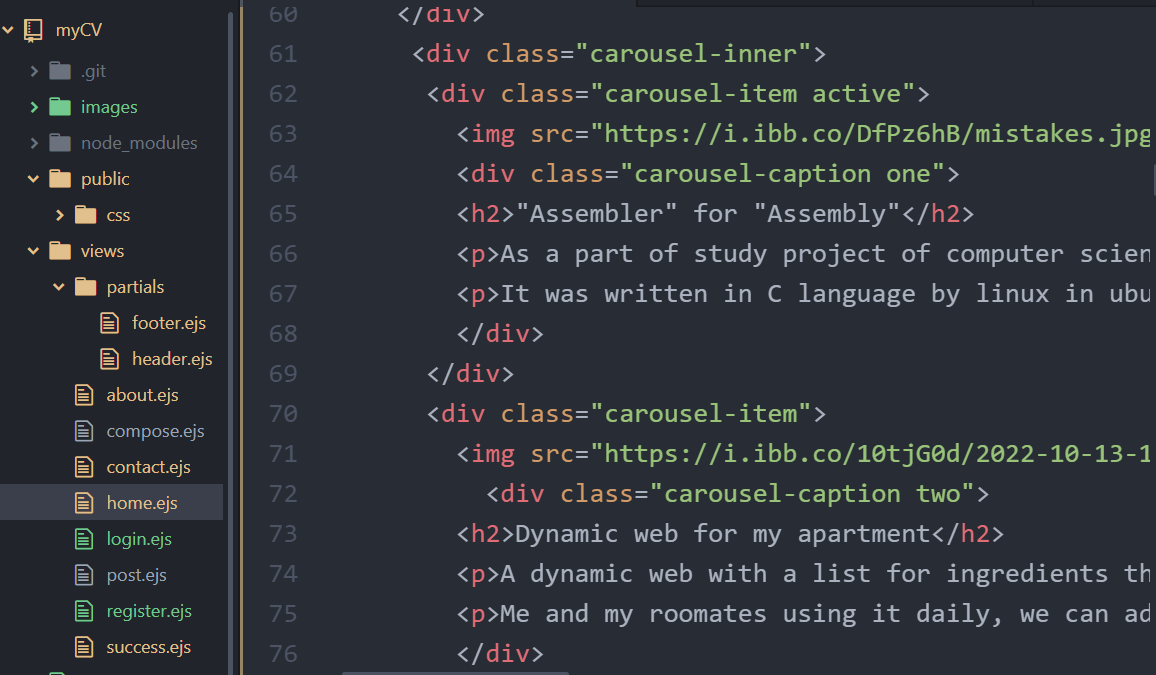 myCV
.git
images
node_modules
public
css
views
partials
footer.ejs
header.ejs
about.ejs
compose.ejs
contact.ejs
home.ejs
login.ejs
post.ejs
register.ejs
success.ejs
60 </div>
61 <div class="carousel-inner">
62 <div class="carousel-item active">
63 <img src="https://i.ibb.co/DfPz6hB/mistakes.jpg
64 <div class="carousel-caption one">
65 <h2>"Assembler" for "Assembly"</h2>
66 <p>As a part of study project of computer scien
67 <p>It was written in C language by linux in ubu
68 </div>
69 </div>
70 <div class="carousel-item">
71 <img src="https://i.ibb.co/10tjG0d/2022-10-13-1
72 <div class="carousel-caption two">
73 <h2>Dynamic web for my apartment</h2>
74 <p>A dynamic web with a list for ingredients th
75 <p>Me and my roomates using it daily, we can ad
76 </div>